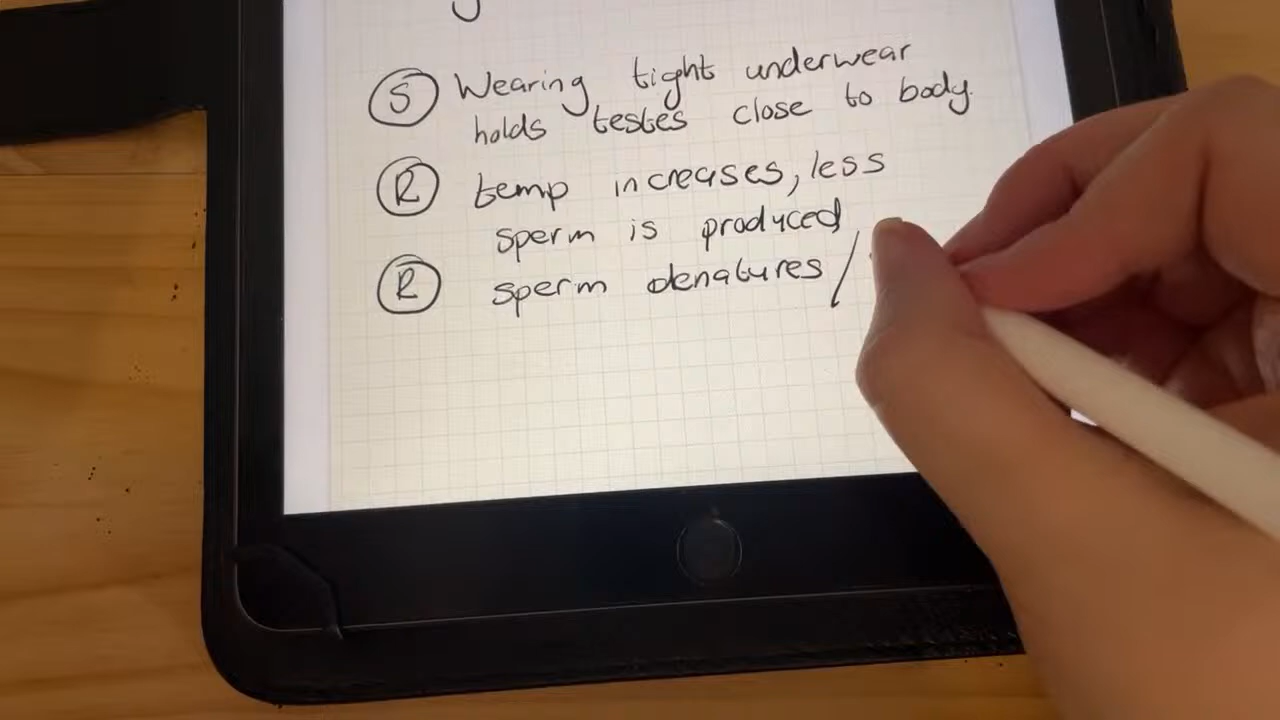 S Wearing tight underwear
holds testes close to body.
R temp increases, less
sperm is produced
R sperm denatures /